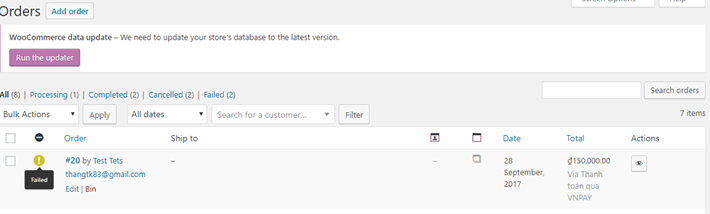 Orders Add order
Screen Options Help
WooCommerce data update – We need to update your store's database to the latest version.
Run the updater
All (8) | Processing (1) | Completed (2) | Cancelled (2) | Failed (2)
Search orders
Bulk Actions Apply All dates Search for a customer... Filter 7 items
Order Ship to Date Total Actions
#20 by Test Tets – – 28 ₫150,000.00
thangtk83@gmail.com September, Via Thanh
Failed Edit | Bin 2017 toán qua
VNPAY